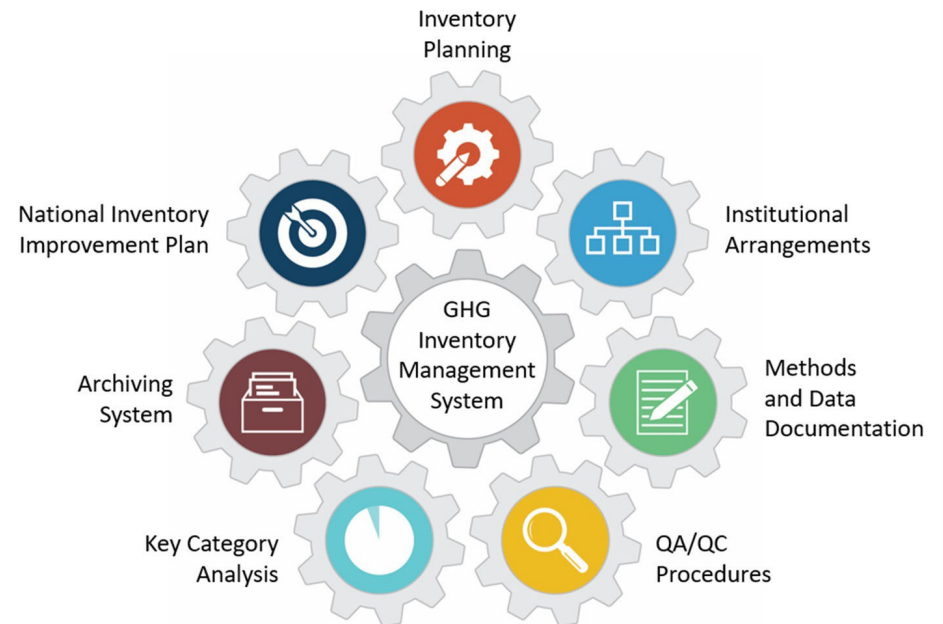 Inventory
Planning
National Inventory
Improvement Plan
Institutional
Arrangements
GHG
Inventory
Management
System
Archiving
System
Methods
and Data
Documentation
Key Category
Analysis
QA/QC
Procedures